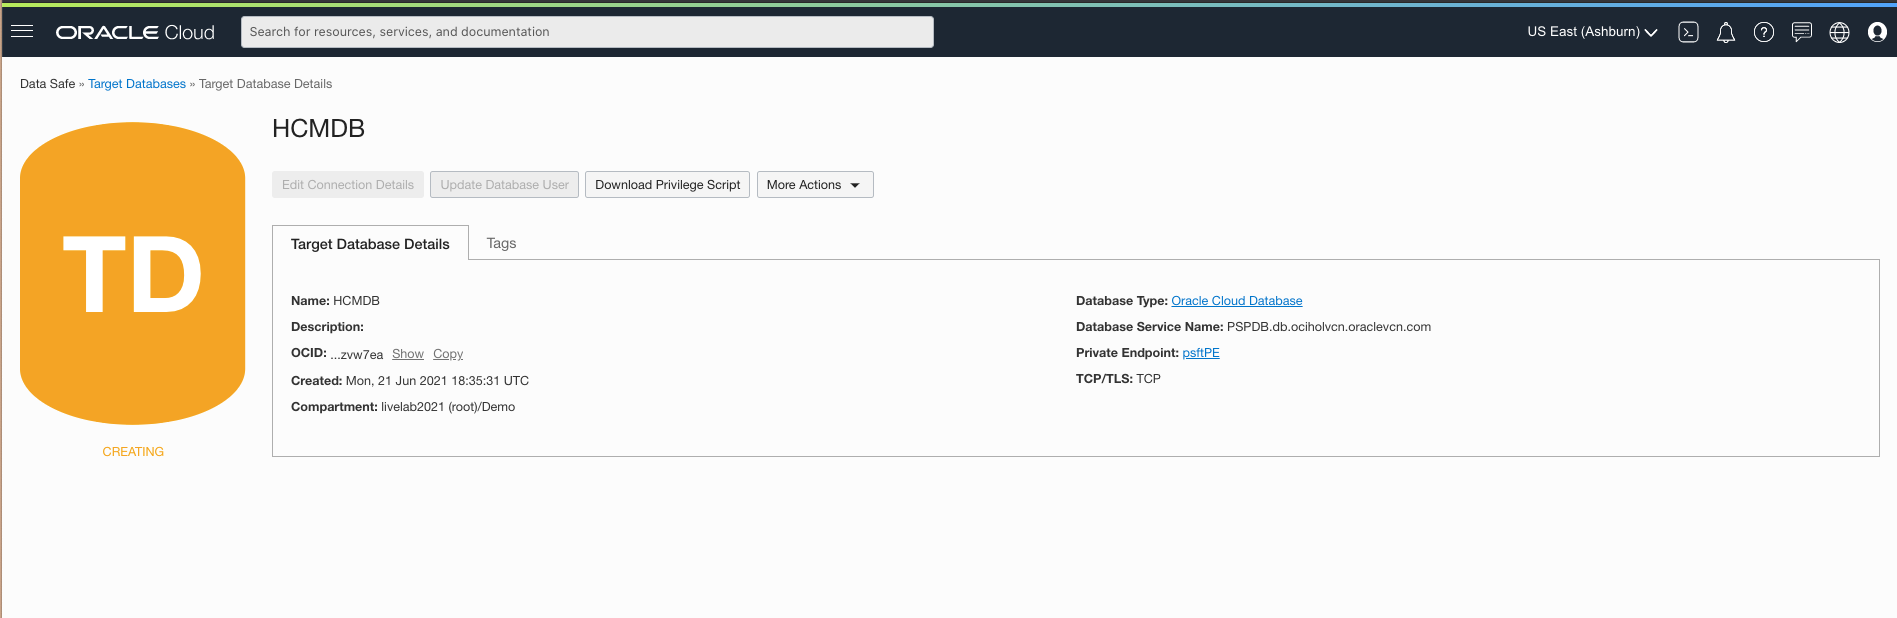 ORACLE Cloud
Search for resources, services, and documentation
US East (Ashburn)
Data Safe » Target Databases » Target Database Details
TD
CREATING
HCMDB
Edit Connection Details
Update Database User
Download Privilege Script
More Actions
Target Database Details
Tags
Name: HCMDB
Description:
OCID: ...zvw7ea Show Copy
Created: Mon, 21 Jun 2021 18:35:31 UTC
Compartment: livelab2021 (root)/Demo
Database Type: Oracle Cloud Database
Database Service Name: PSPDB.db.ociholvcn.oraclevcn.com
Private Endpoint: psftPE
TCP/TLS: TCP